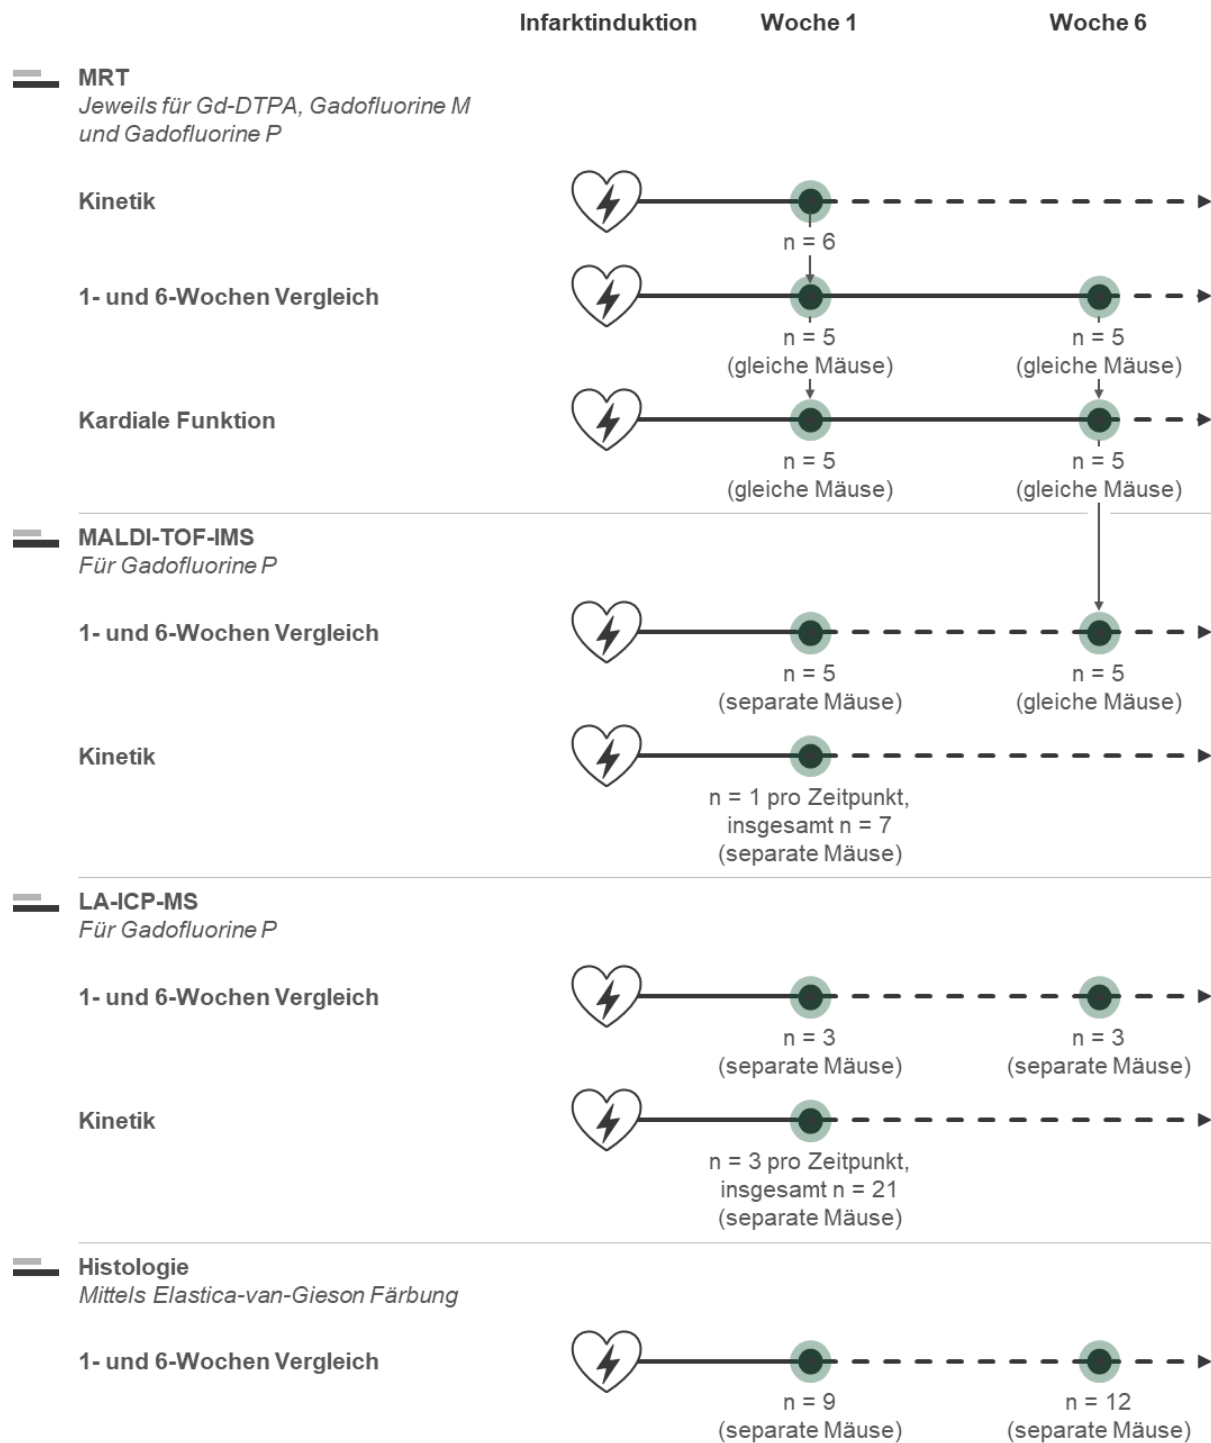 Infarktinduktion Woche 1 Woche 6
MRT
Jeweils für Gd-DTPA, Gadofluorine M
und Gadofluorine P
Kinetik
n = 6
1- und 6-Wochen Vergleich
n = 5 n = 5
(gleiche Mäuse) (gleiche Mäuse)
Kardiale Funktion
n = 5 n = 5
(gleiche Mäuse) (gleiche Mäuse)
MALDI-TOF-IMS
Für Gadofluorine P
1- und 6-Wochen Vergleich
n = 5 n = 5
(separate Mäuse) (gleiche Mäuse)
Kinetik
n = 1 pro Zeitpunkt,
insgesamt n = 7
(separate Mäuse)
LA-ICP-MS
Für Gadofluorine P
1- und 6-Wochen Vergleich
n = 3 n = 3
(separate Mäuse) (separate Mäuse)
Kinetik
n = 3 pro Zeitpunkt,
insgesamt n = 21
(separate Mäuse)
Histologie
Mittels Elastica-van-Gieson Färbung
1- und 6-Wochen Vergleich
n = 9 n = 12
(separate Mäuse) (separate Mäuse)